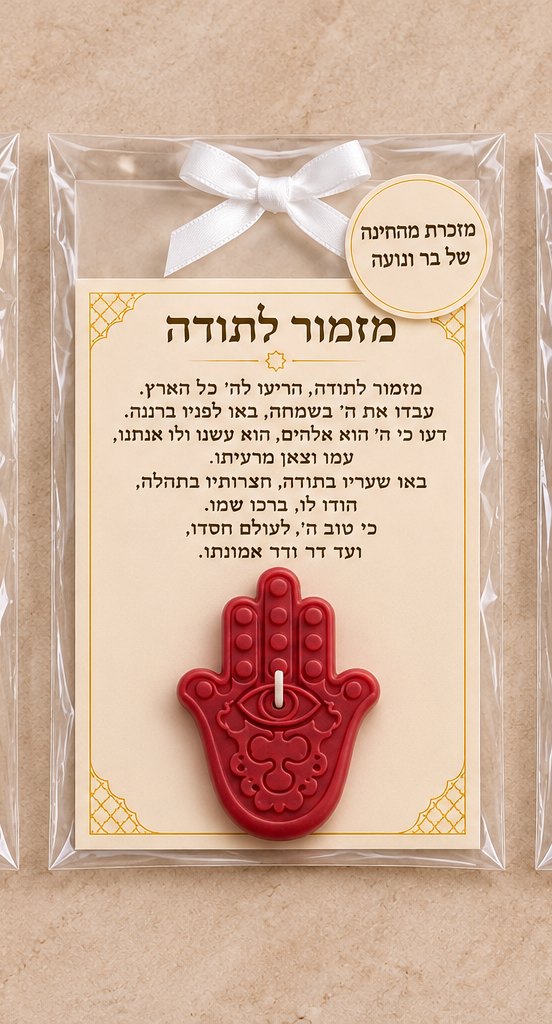 מזכרת מהחינה
של בר ונועה
מזמור לתודה
מזמור לתודה, הריעו לה' כל הארץ.
עבדו את ה' בשמחה, באו לפניו ברננה.
דעו כי ה' הוא אלהים, הוא עשנו ולו אנתנו,
עמו וצאן מרעיתו.
באו שעריו בתודה, חצרותיו בתהלה,
הודו לו, ברכו שמו.
כי טוב ה', לעולם חסדו,
ועד דר ודר אמונתו.